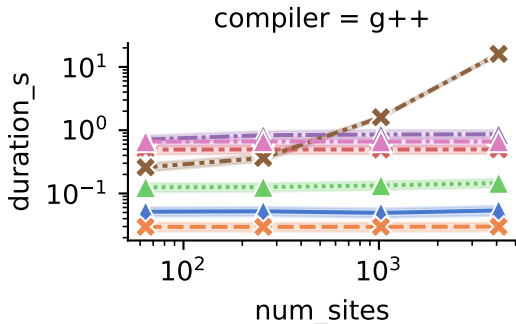 compiler = g++
duration_s
10¹
10⁰
10⁻¹
10² 10³
num_sites